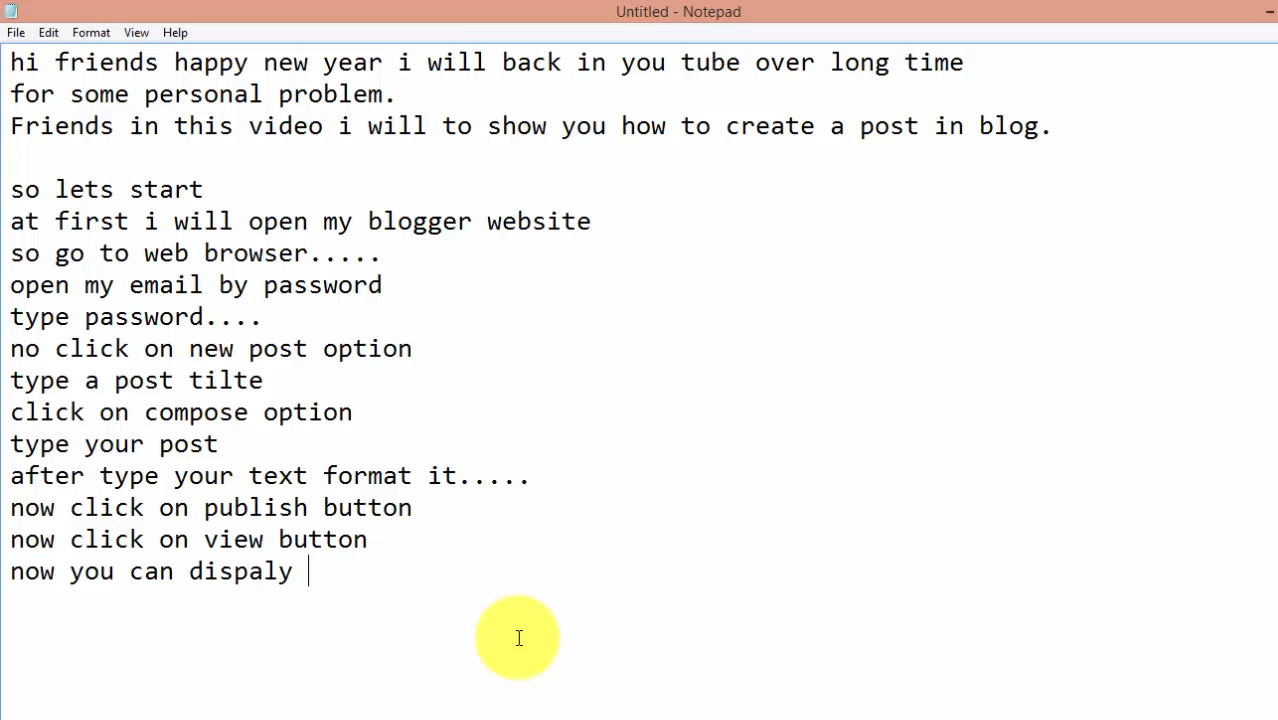 Untitled - Notepad
File Edit Format View Help
hi friends happy new year i will back in you tube over long time
for some personal problem.
Friends in this video i will to show you how to create a post in blog.
so lets start
at first i will open my blogger website
so go to web browser.....
open my email by password
type password....
no click on new post option
type a post tilte
click on compose option
type your post
after type your text format it.....
now click on publish button
now click on view button
now you can dispaly